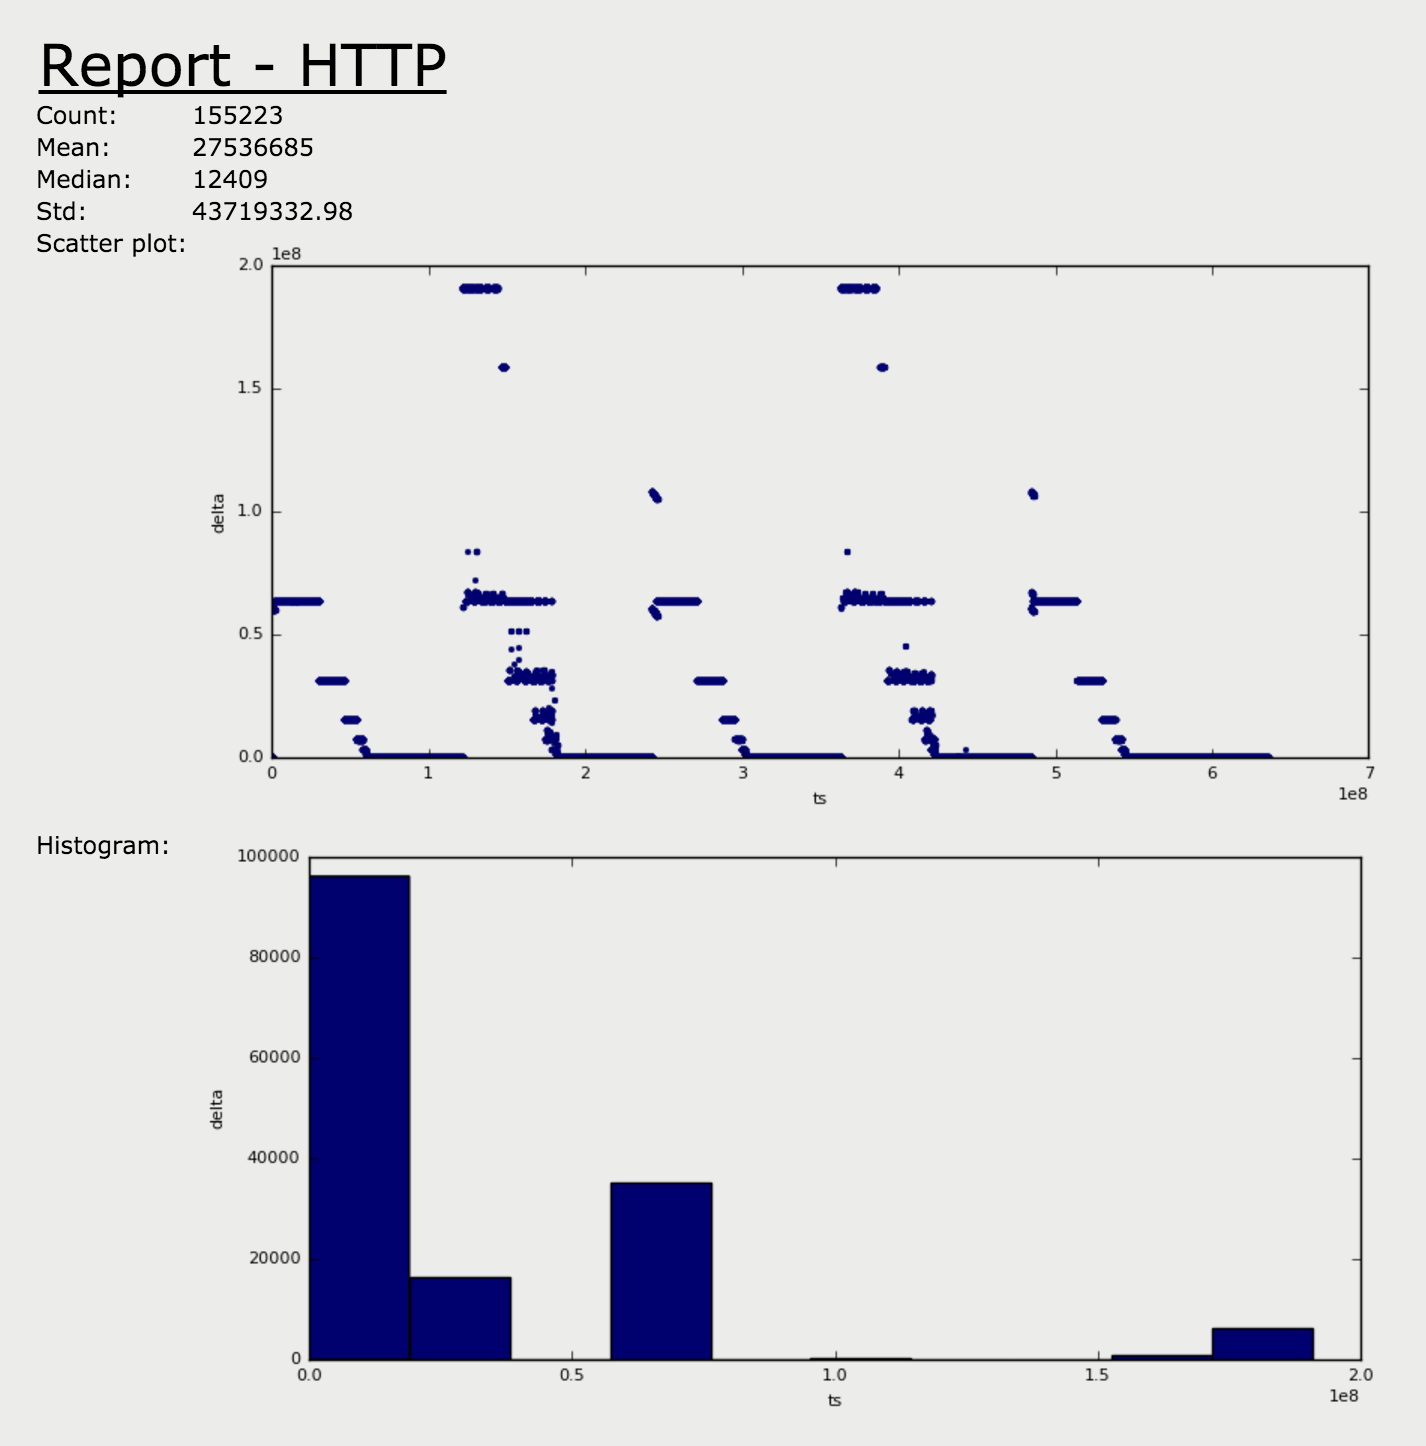 Report - HTTP
Count: 155223
Mean: 27536685
Median: 12409
Std: 43719332.98
Scatter plot:
1e8
2.0
1.5
1.0
0.5
0.0
delta
0 1 2 3 4 5 6 7
ts
1e8
Histogram:
100000
80000
60000
40000
20000
0
delta
0.0 0.5 1.0 1.5 2.0
ts
1e8